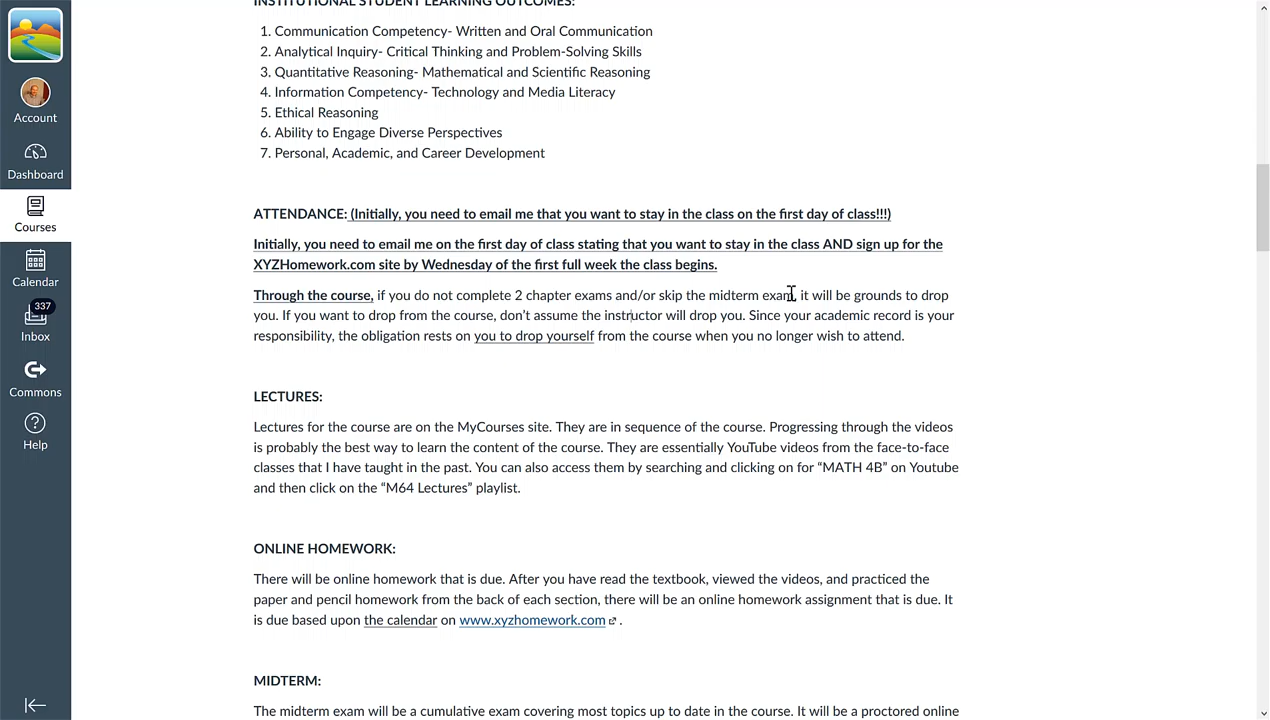 INSTITUTIONAL STUDENT LEARNING OUTCOMES:
1. Communication Competency- Written and Oral Communication
2. Analytical Inquiry- Critical Thinking and Problem-Solving Skills
3. Quantitative Reasoning- Mathematical and Scientific Reasoning
4. Information Competency- Technology and Media Literacy
5. Ethical Reasoning
6. Ability to Engage Diverse Perspectives
7. Personal, Academic, and Career Development
ATTENDANCE: (Initially, you need to email me that you want to stay in the class on the first day of class!!!)
Initially, you need to email me on the first day of class stating that you want to stay in the class AND sign up for the
XYZHomework.com site by Wednesday of the first full week the class begins.
Through the course, if you do not complete 2 chapter exams and/or skip the midterm exam, it will be grounds to drop
you. If you want to drop from the course, don’t assume the instructor will drop you. Since your academic record is your
responsibility, the obligation rests on you to drop yourself from the course when you no longer wish to attend.
LECTURES:
Lectures for the course are on the MyCourses site. They are in sequence of the course. Progressing through the videos
is probably the best way to learn the content of the course. They are essentially YouTube videos from the face-to-face
classes that I have taught in the past. You can also access them by searching and clicking on for “MATH 4B” on Youtube
and then click on the “M64 Lectures” playlist.
ONLINE HOMEWORK:
There will be online homework that is due. After you have read the textbook, viewed the videos, and practiced the
paper and pencil homework from the back of each section, there will be an online homework assignment that is due. It
is due based upon the calendar on www.xyzhomework.com .
MIDTERM:
The midterm exam will be a cumulative exam covering most topics up to date in the course. It will be a proctored online
Account
Dashboard
Courses
Calendar
337
Inbox
Commons
Help